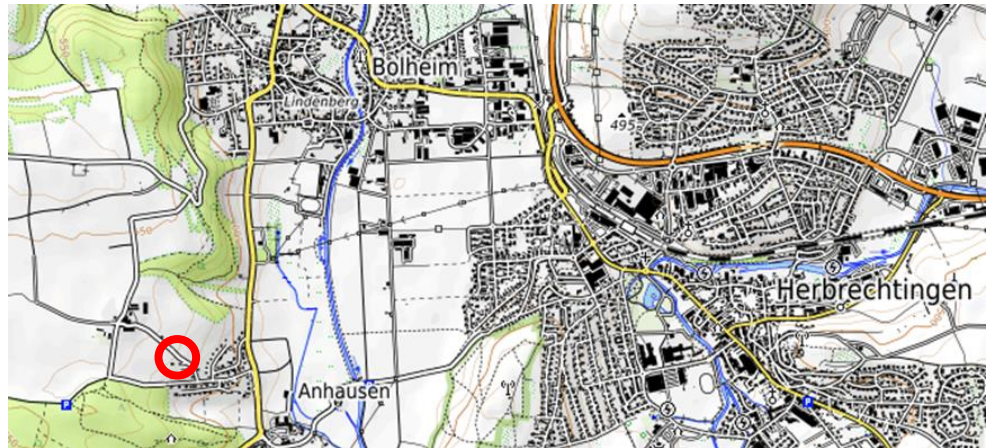 Bolheim
Lindenberg
495
550
Herbrechtingen
Anhausen
P
P